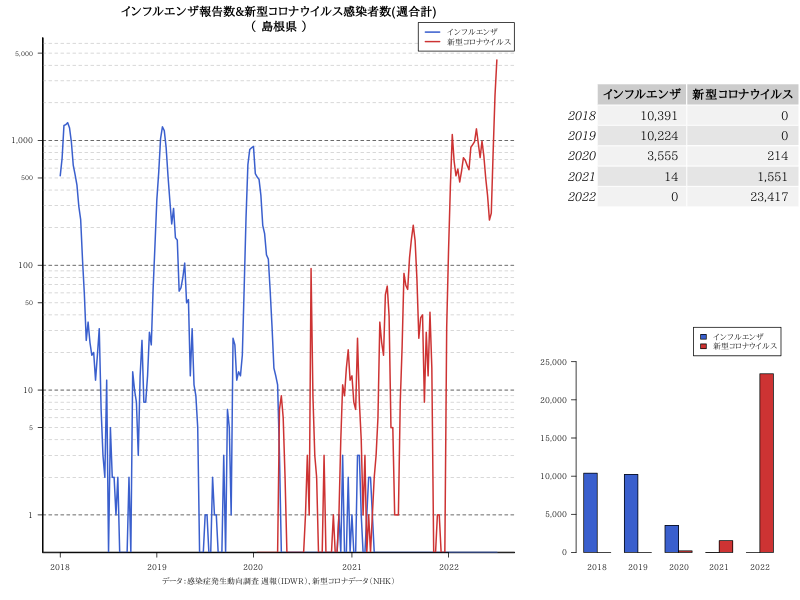 インフルエンザ報告数&新型コロナウイルス感染者数(週合計)
( 島根県 )
インフルエンザ
新型コロナウイルス
5,000
1,000
500
100
50
10
5
1
2018 2019 2020 2021 2022
データ：感染症発生動向調査 週報(IDWR)、新型コロナデータ(NHK)
インフルエンザ 新型コロナウイルス
2018 10,391 0
2019 10,224 0
2020 3,555 214
2021 14 1,551
2022 0 23,417
インフルエンザ
新型コロナウイルス
25,000
20,000
15,000
10,000
5,000
0
2018 2019 2020 2021 2022